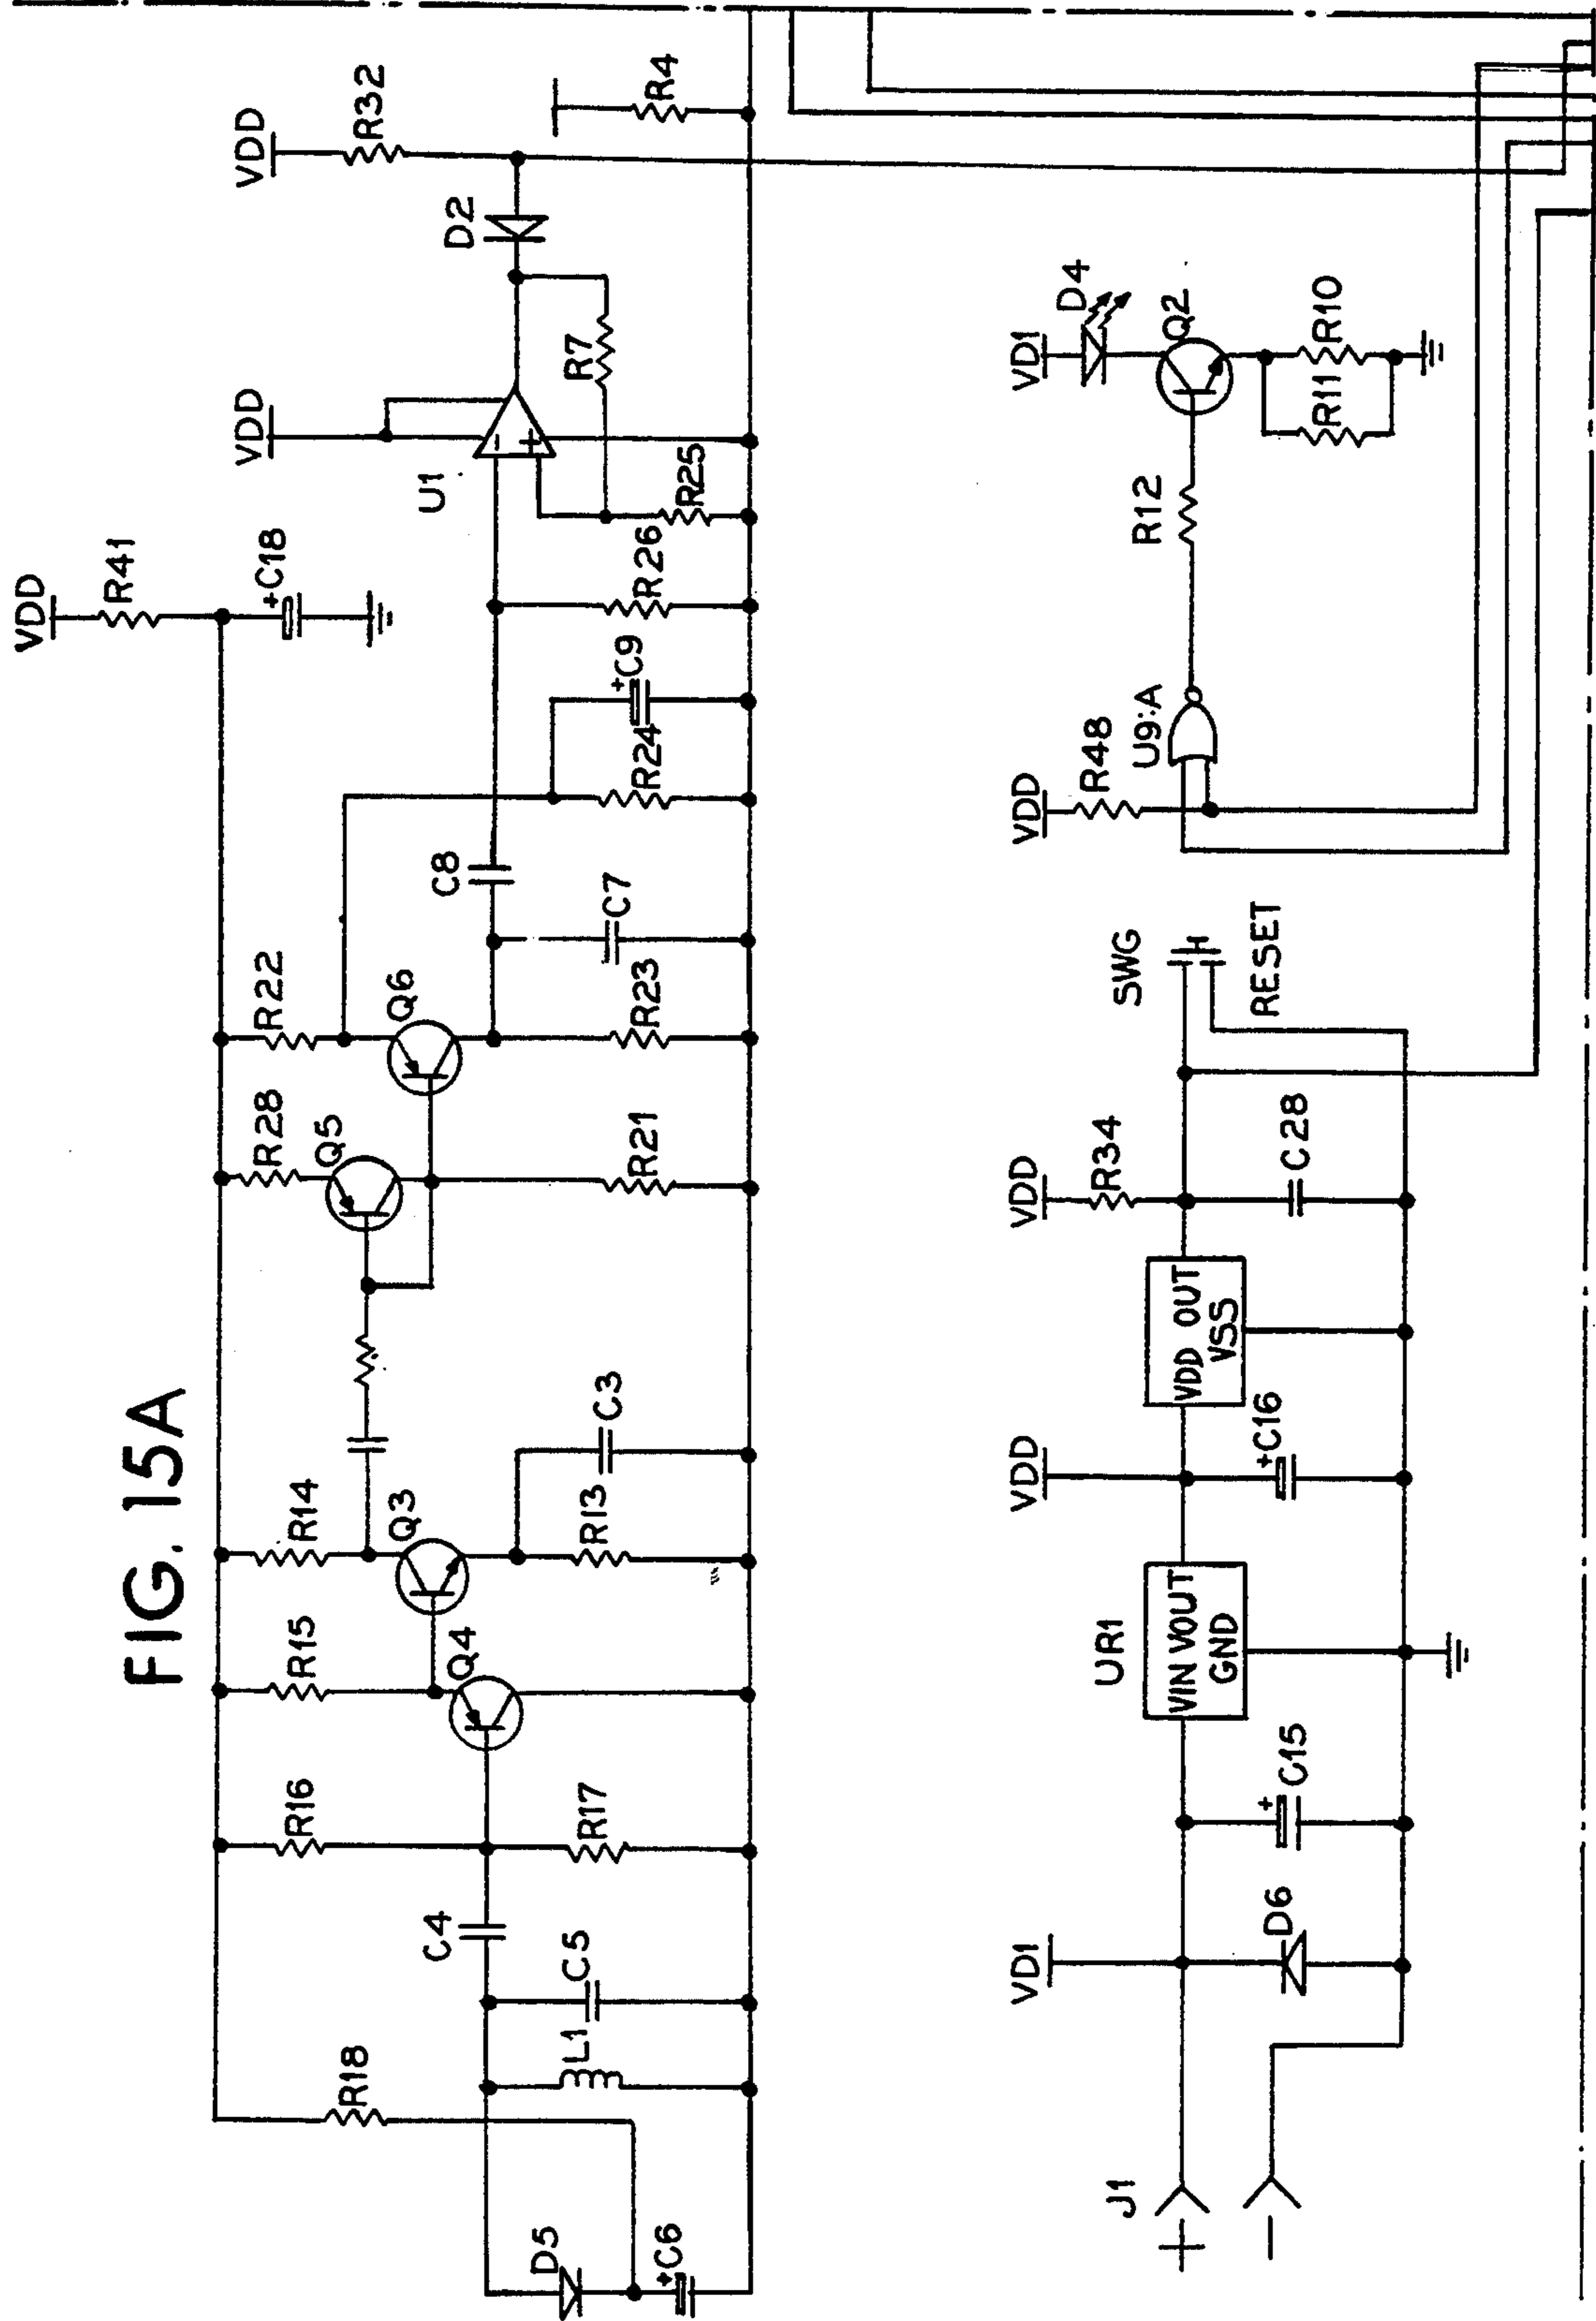 FIG. 15A
VDD
R41
+
C18
VDD
R32
VDD
R18
R16
R15
R14
R28
R22
Q5
Q6
Q3
Q4
C4
C8
U1
-
+
D2
D5
L1
C5
R17
R13
C3
R21
R23
C7
R24
+
C9
R26
R25
R7
R4
+
C6
VD1
VDD
VDD
VDD
VD1
J1
+
-
UR1
VIN VOUT
GND
VDD OUT
VSS
R34
SWG
RESET
R48
U9:A
R12
D4
Q2
D6
+
C15
+
C16
C28
R11
R10